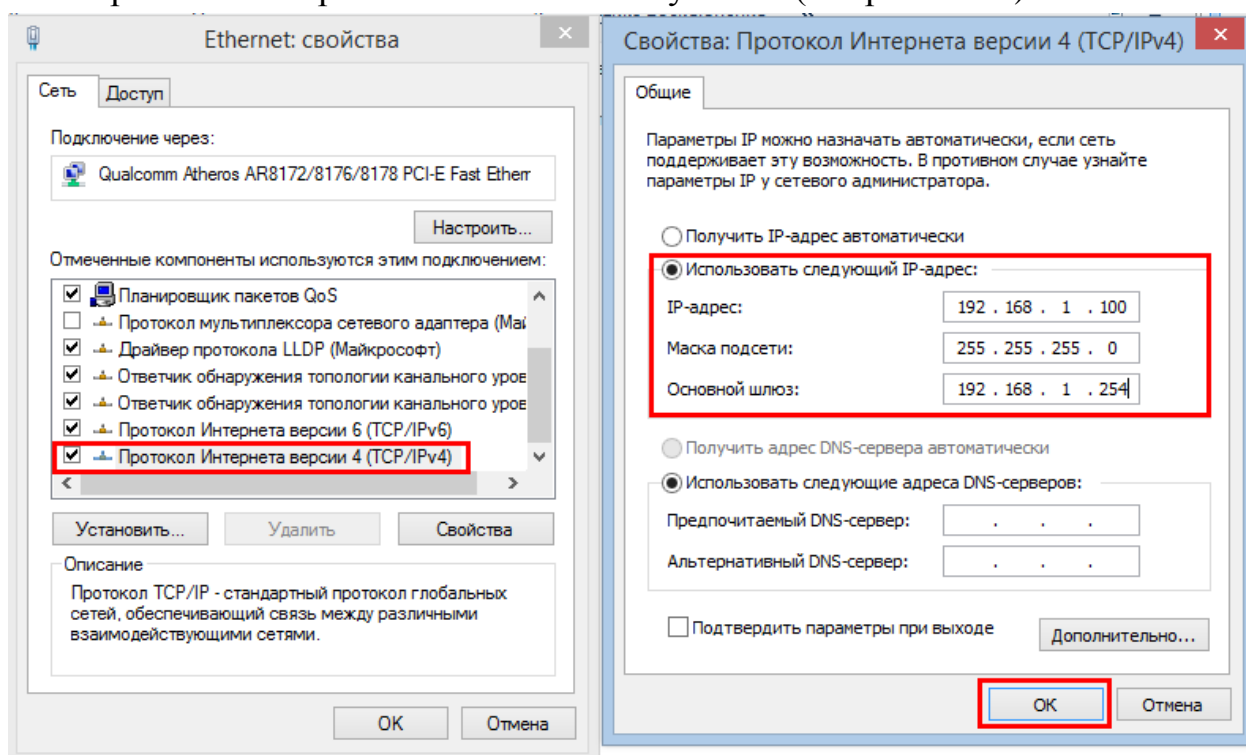 Ethernet: свойства
Сеть
Доступ
Подключение через:
Qualcomm Atheros AR8172/8176/8178 PCI-E Fast Ethern
Настроить...
Отмеченные компоненты используются этим подключением:
Планировщик пакетов QoS
Протокол мультиплексора сетевого адаптера (Май
Драйвер протокола LLDP (Майкрософт)
Ответчик обнаружения топологии канального уров
Ответчик обнаружения топологии канального уров
Протокол Интернета версии 6 (TCP/IPv6)
Протокол Интернета версии 4 (TCP/IPv4)
Установить...
Удалить
Свойства
Описание
Протокол TCP/IP - стандартный протокол глобальных
сетей, обеспечивающий связь между различными
взаимодействующими сетями.
OK
Отмена
Свойства: Протокол Интернета версии 4 (TCP/IPv4)
Общие
Параметры IP можно назначать автоматически, если сеть
поддерживает эту возможность. В противном случае узнайте
параметры IP у сетевого администратора.
Получить IP-адрес автоматически
Использовать следующий IP-адрес:
IP-адрес: 192 . 168 . 1 . 100
Маска подсети: 255 . 255 . 255 . 0
Основной шлюз: 192 . 168 . 1 . 254
Получить адрес DNS-сервера автоматически
Использовать следующие адреса DNS-серверов:
Предпочитаемый DNS-сервер: . . .
Альтернативный DNS-сервер: . . .
Подтвердить параметры при выходе
Дополнительно...
ОК
Отмена